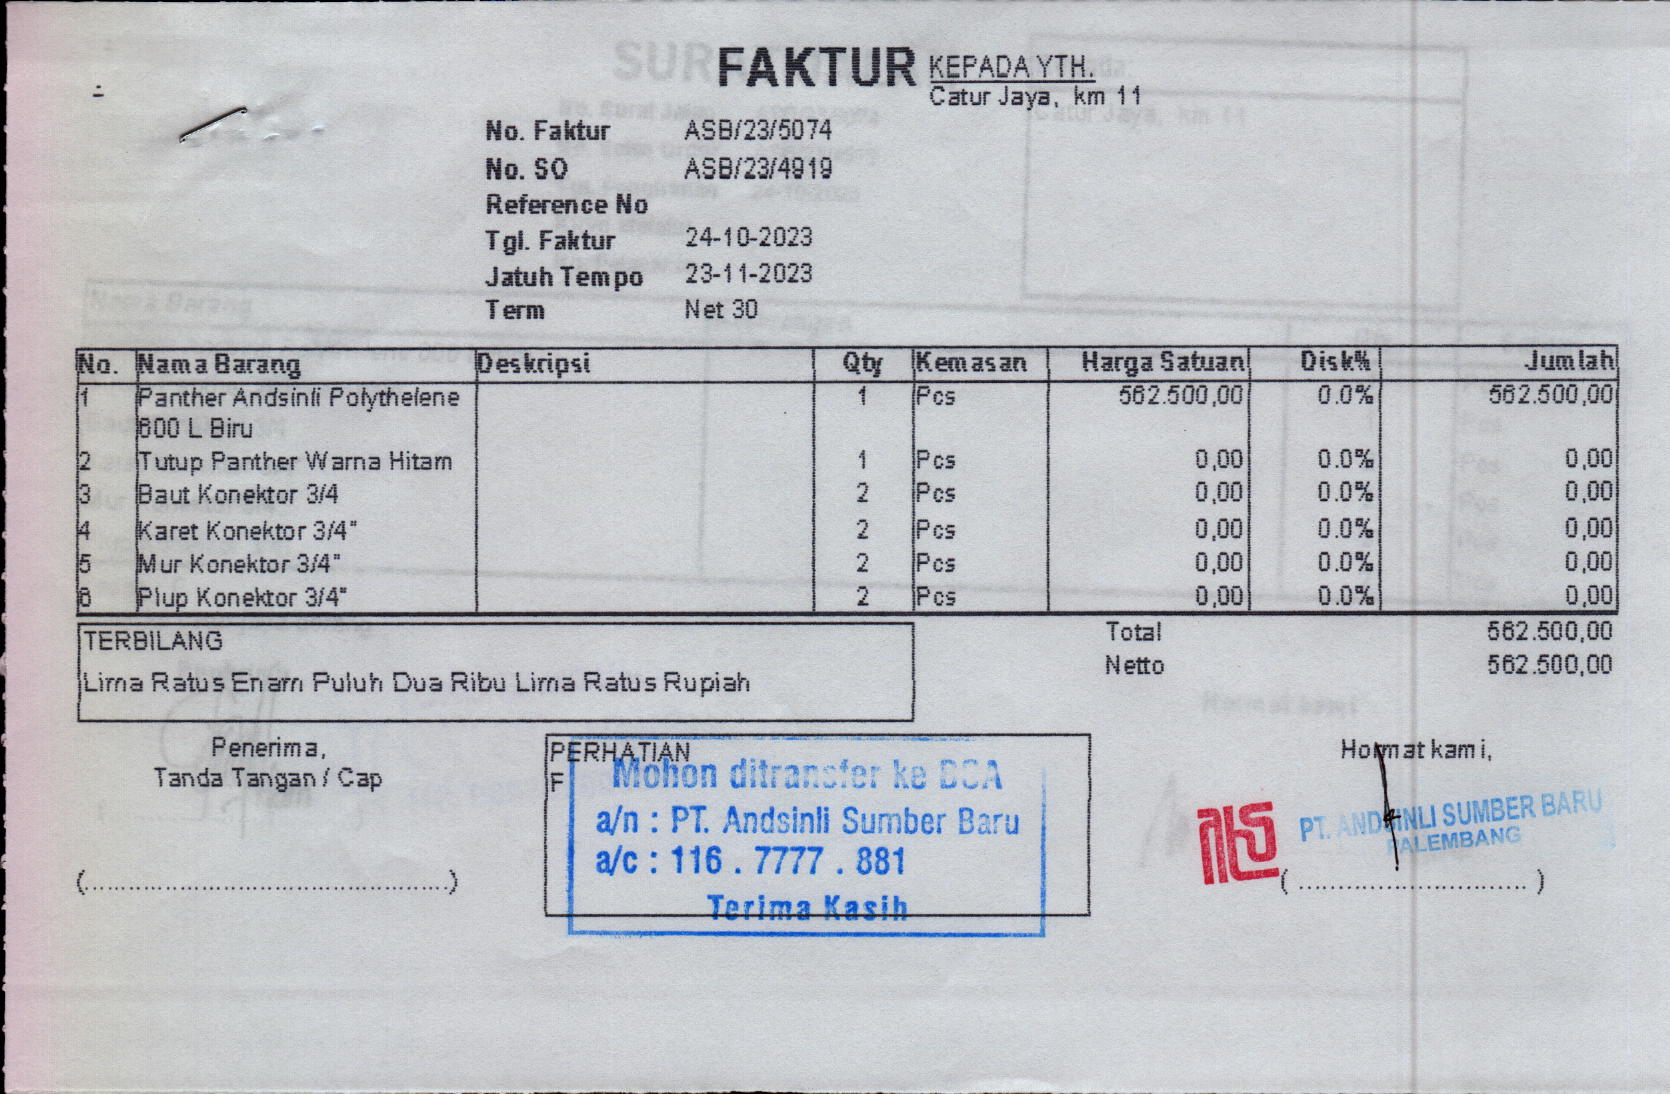 FAKTUR
KEPADA YTH.
Catur Jaya, km 11
No. Faktur ASB/23/5074
No. SO ASB/23/4919
Reference No
Tgl. Faktur 24-10-2023
Jatuh Tempo 23-11-2023
Term Net 30
No. Nama Barang Deskripsi Qty Kemasan Harga Satuan Disk% Jumlah
1 Panther Andsinli Polythelene 1 Pcs 562.500,00 0.0% 562.500,00
600 L Biru
2 Tutup Panther Warna Hitam 1 Pcs 0,00 0.0% 0,00
3 Baut Konektor 3/4 2 Pcs 0,00 0.0% 0,00
4 Karet Konektor 3/4" 2 Pcs 0,00 0.0% 0,00
5 Mur Konektor 3/4" 2 Pcs 0,00 0.0% 0,00
6 Plup Konektor 3/4" 2 Pcs 0,00 0.0% 0,00
TERBILANG
Lima Ratus Enam Puluh Dua Ribu Lima Ratus Rupiah
Total 562.500,00
Netto 562.500,00
Penerima,
Tanda Tangan / Cap
(..........................................)
PERHATIAN
F
Mohon ditransfer ke BCA
a/n : PT. Andsinli Sumber Baru
a/c : 116 . 7777 . 881
Terima Kasih
Hormat kami,
PT. ANDSINLI SUMBER BARU
PALEMBANG
(............................)